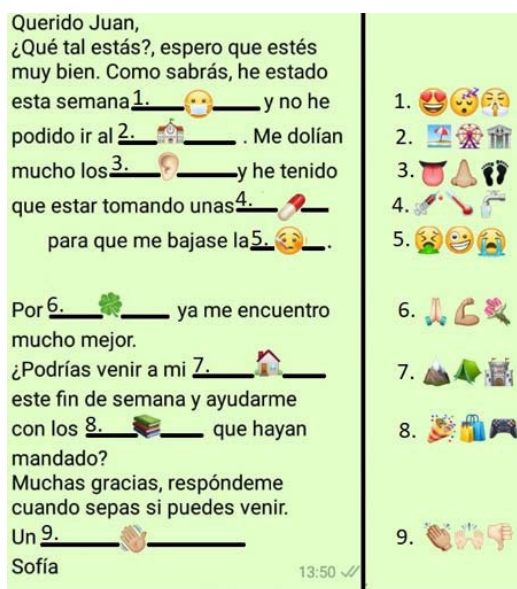 Querido Juan,
¿Qué tal estás?, espero que estés
muy bien. Como sabrás, he estado
esta semana 1. 😷 y no he
podido ir al 2. 🏫 . Me dolían
mucho los 3. 👂 y he tenido
que estar tomando unas 4. 💊
para que me bajase la 5. 🤒 .
Por 6. 🍀 ya me encuentro
mucho mejor.
¿Podrías venir a mi 7. 🏠
este fin de semana y ayudarme
con los 8. 📚 que hayan
mandado?
Muchas gracias, respóndeme
cuando sepas si puedes venir.
Un 9. 👋
Sofía
13:50
1. 😍😴😤
2. 🏖🎡🏛
3. 👅👃👣
4. 💉🌡🚰
5. 🤮🤪😭
6. 🙏💪💐
7. ⛰⛺🏰
8. 🎉🛍🎮
9. 👏🙌👎